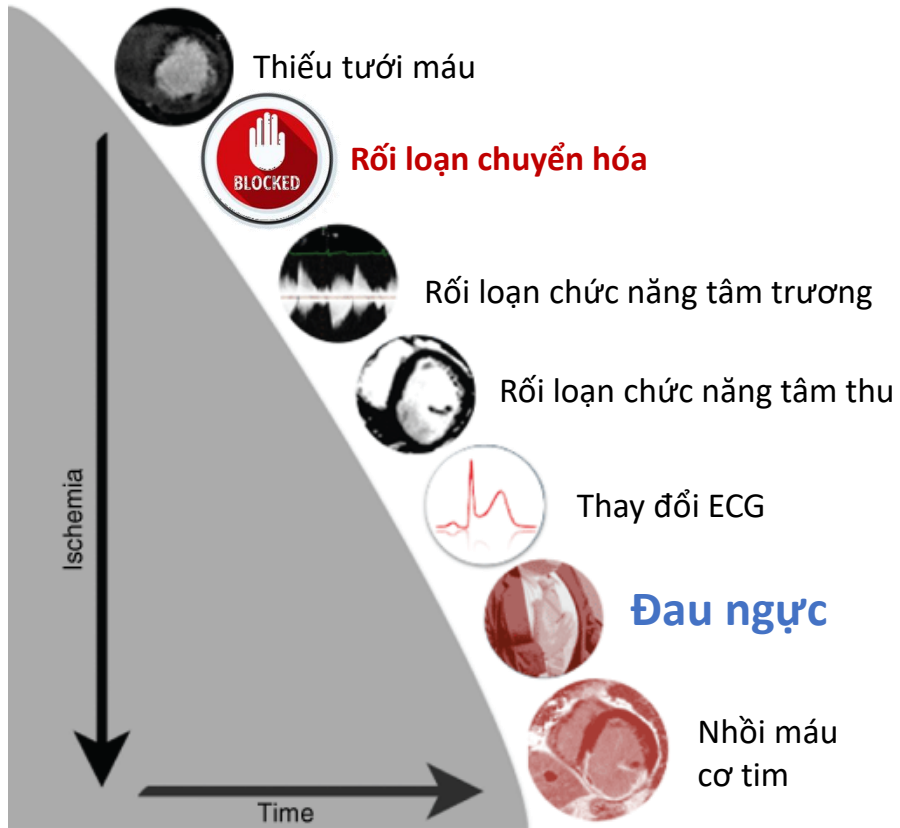 Thiếu tưới máu
BLOCKED
Rối loạn chuyển hóa
Rối loạn chức năng tâm trương
Rối loạn chức năng tâm thu
Ischemia
Thay đổi ECG
Đau ngực
Nhồi máu
cơ tim
Time